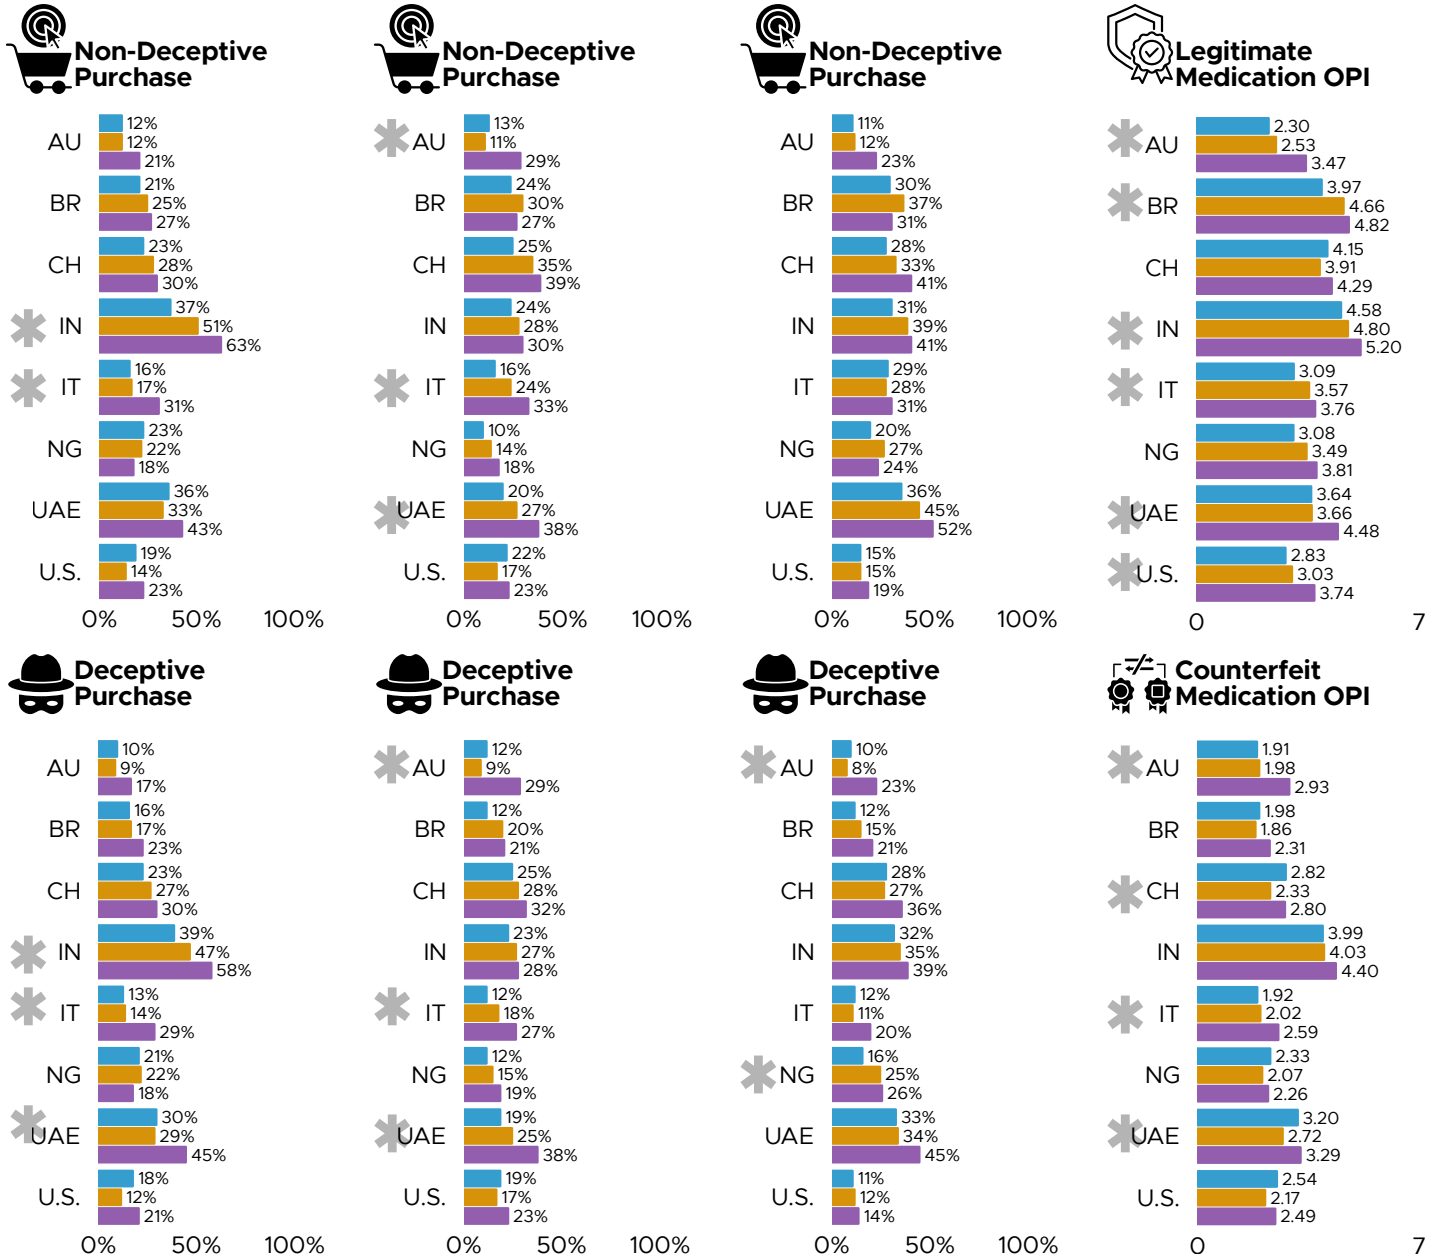 Non-Deceptive
Purchase
AU
12%
12%
21%
BR
21%
25%
27%
CH
23%
28%
30%
IN
37%
51%
63%
IT
16%
17%
31%
NG
23%
22%
18%
UAE
36%
33%
43%
U.S.
19%
14%
23%
0% 50% 100%
Non-Deceptive
Purchase
AU
13%
11%
29%
BR
24%
30%
27%
CH
25%
35%
39%
IN
24%
28%
30%
IT
16%
24%
33%
NG
10%
14%
18%
UAE
20%
27%
38%
U.S.
22%
17%
23%
0% 50% 100%
Non-Deceptive
Purchase
AU
11%
12%
23%
BR
30%
37%
31%
CH
28%
33%
41%
IN
31%
39%
41%
IT
29%
28%
31%
NG
20%
27%
24%
UAE
36%
45%
52%
U.S.
15%
15%
19%
0% 50% 100%
Legitimate
Medication OPI
AU
2.30
2.53
3.47
BR
3.97
4.66
4.82
CH
4.15
3.91
4.29
IN
4.58
4.80
5.20
IT
3.09
3.57
3.76
NG
3.08
3.49
3.81
UAE
3.64
3.66
4.48
U.S.
2.83
3.03
3.74
0 7
Deceptive
Purchase
AU
10%
9%
17%
BR
16%
17%
23%
CH
23%
27%
30%
IN
39%
47%
58%
IT
13%
14%
29%
NG
21%
22%
18%
UAE
30%
29%
45%
U.S.
18%
12%
21%
0% 50% 100%
Deceptive
Purchase
AU
12%
9%
29%
BR
12%
20%
21%
CH
25%
28%
32%
IN
23%
27%
28%
IT
12%
18%
27%
NG
12%
15%
19%
UAE
19%
25%
38%
U.S.
19%
17%
23%
0% 50% 100%
Deceptive
Purchase
AU
10%
8%
23%
BR
12%
15%
21%
CH
28%
27%
36%
IN
32%
35%
39%
IT
12%
11%
20%
NG
16%
25%
26%
UAE
33%
34%
45%
U.S.
11%
12%
14%
0% 50% 100%
Counterfeit
Medication OPI
AU
1.91
1.98
2.93
BR
1.98
1.86
2.31
CH
2.82
2.33
2.80
IN
3.99
4.03
4.40
IT
1.92
2.02
2.59
NG
2.33
2.07
2.26
UAE
3.20
2.72
3.29
U.S.
2.54
2.17
2.49
0 7